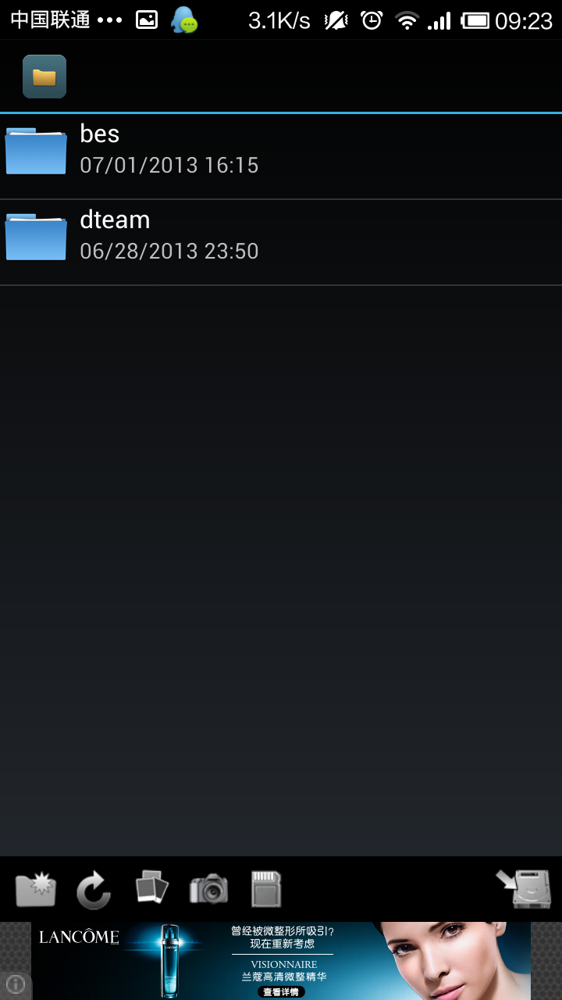 中国联通 ••• 3.1K/s 09:23
bes
07/01/2013 16:15
dteam
06/28/2013 23:50
LANCÔME
曾经被微整形所吸引?
现在重新考虑
VISIONNAIRE
兰蔻高清微整精华
查看详情